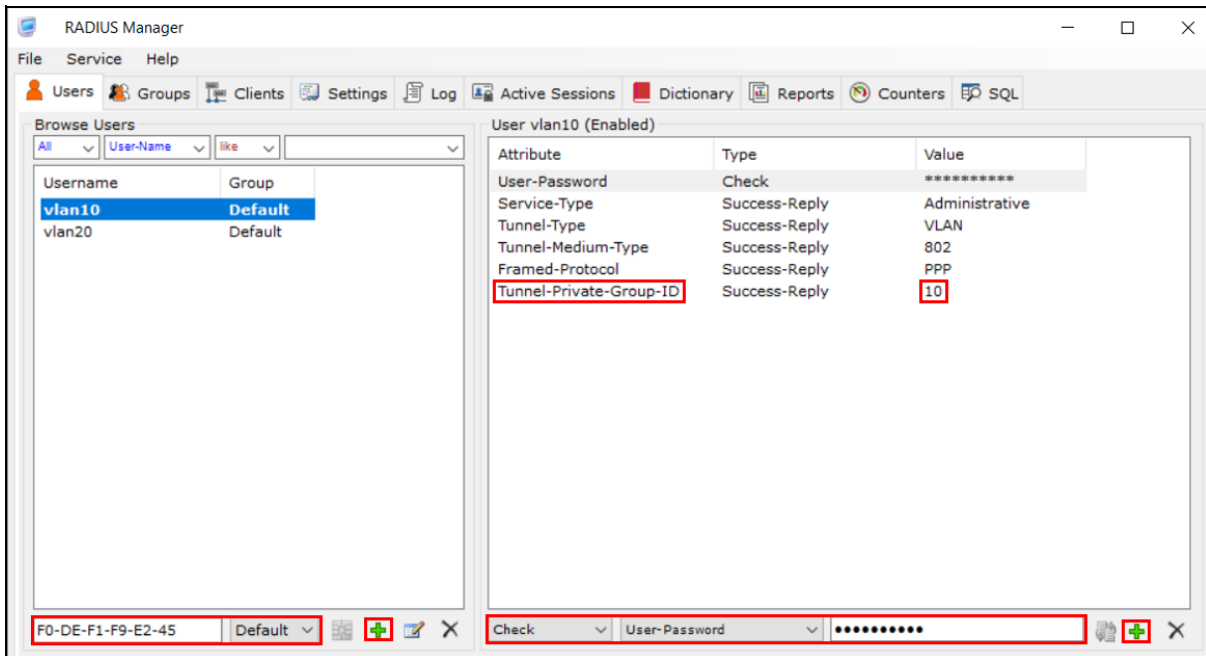 RADIUS Manager
File Service Help
Users Groups Clients Settings Log Active Sessions Dictionary Reports Counters SQL
Browse Users
All User-Name like
Username Group
vlan10 Default
vlan20 Default
F0-DE-F1-F9-E2-45 Default
User vlan10 (Enabled)
Attribute Type Value
User-Password Check **********
Service-Type Success-Reply Administrative
Tunnel-Type Success-Reply VLAN
Tunnel-Medium-Type Success-Reply 802
Framed-Protocol Success-Reply PPP
Tunnel-Private-Group-ID Success-Reply 10
Check User-Password ••••••••••